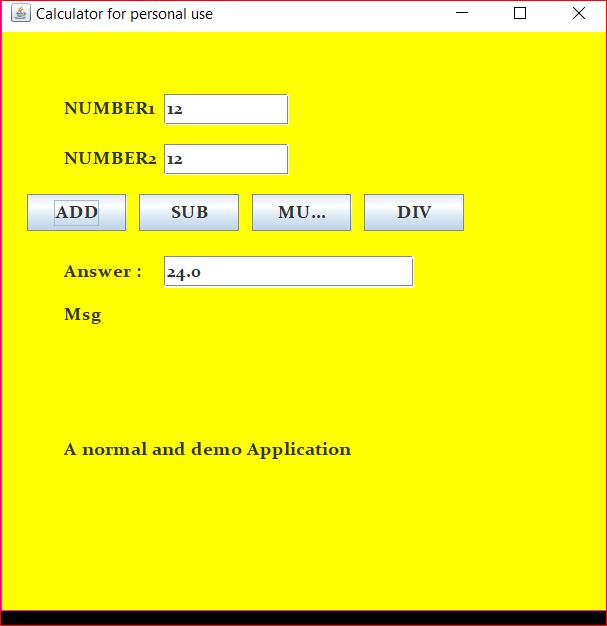 Calculator for personal use
NUMBER1 12
NUMBER2 12
ADD SUB MU... DIV
Answer : 24.0
Msg
A normal and demo Application